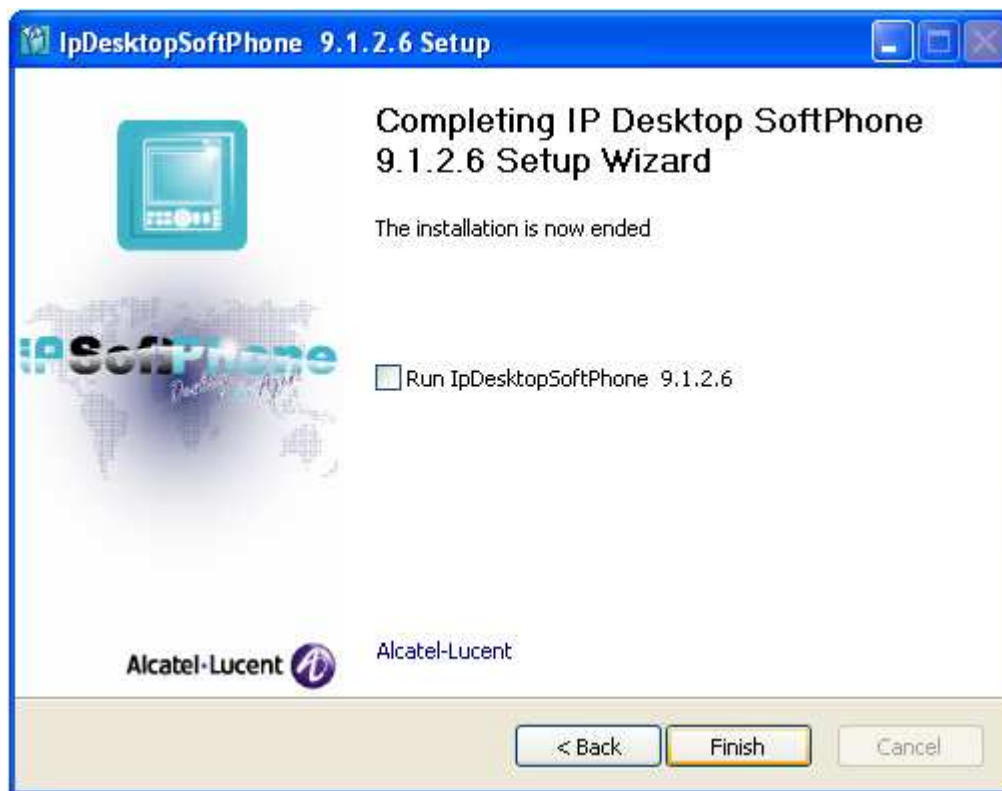 IpDesktopSoftPhone 9.1.2.6 Setup
Completing IP Desktop SoftPhone
9.1.2.6 Setup Wizard
The installation is now ended
IPSoftPhone
Run IpDesktopSoftPhone 9.1.2.6
Alcatel·Lucent
Alcatel-Lucent
< Back
Finish
Cancel